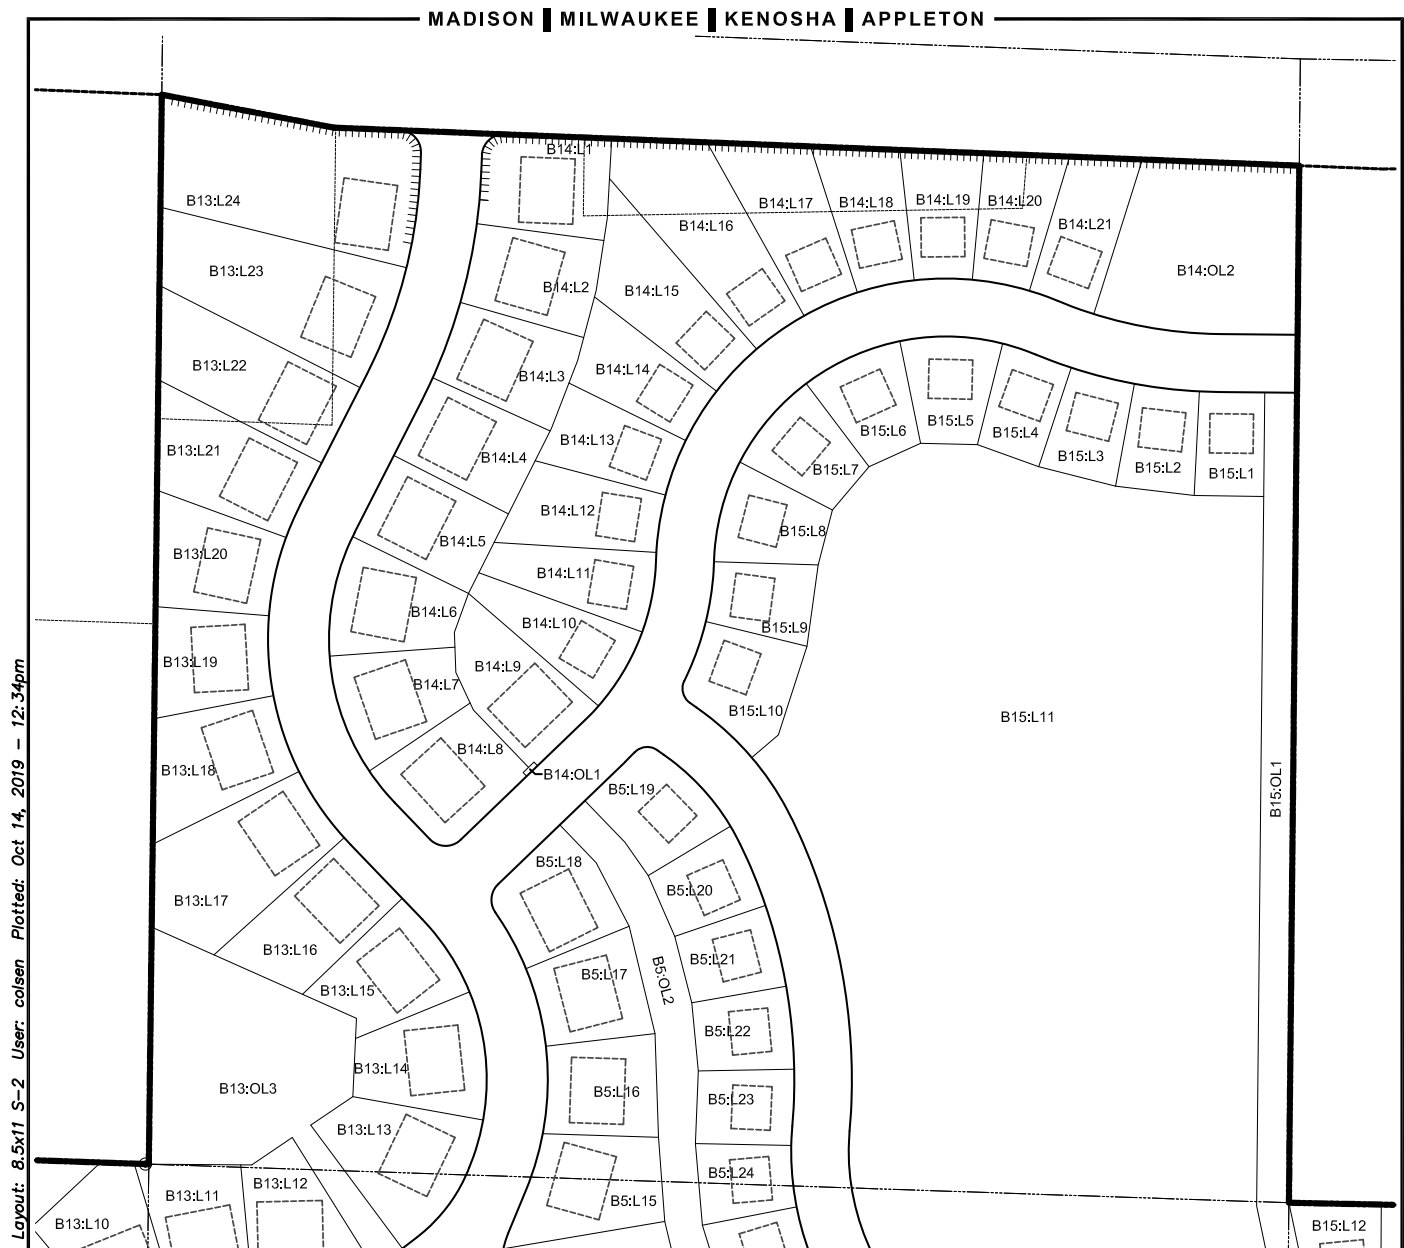 MADISON MILWAUKEE KENOSHA APPLETON
Layout: 8.5x11 S-2 User: colsen Plotted: Oct 14, 2019 - 12:34pm
B14:L1
B13:L24
B14:L17
B14:L18
B14:L19
B14:L20
B14:L16
B14:L21
B13:L23
B14:OL2
B14:L2
B14:L15
B13:L22
B14:L3
B14:L14
B15:L5
B15:L6
B15:L4
B14:L13
B13:L21
B14:L4
B15:L3
B15:L7
B15:L2
B15:L1
B14:L12
B15:L8
B14:L5
B13:L20
B14:L11
B14:L6
B14:L10
B15:L9
B13:L19
B14:L9
B14:L7
B15:L10
B15:L11
B14:L8
B13:L18
B14:OL1
B5:L19
B15:OL1
B5:L18
B5:L20
B13:L17
B13:L16
B5:L21
B5:L17
B5:OL2
B13:L15
B5:L22
B13:L14
B13:OL3
B5:L16
B5:L23
B13:L13
B5:L24
B13:L12
B13:L11
B5:L15
B13:L10
B15:L12